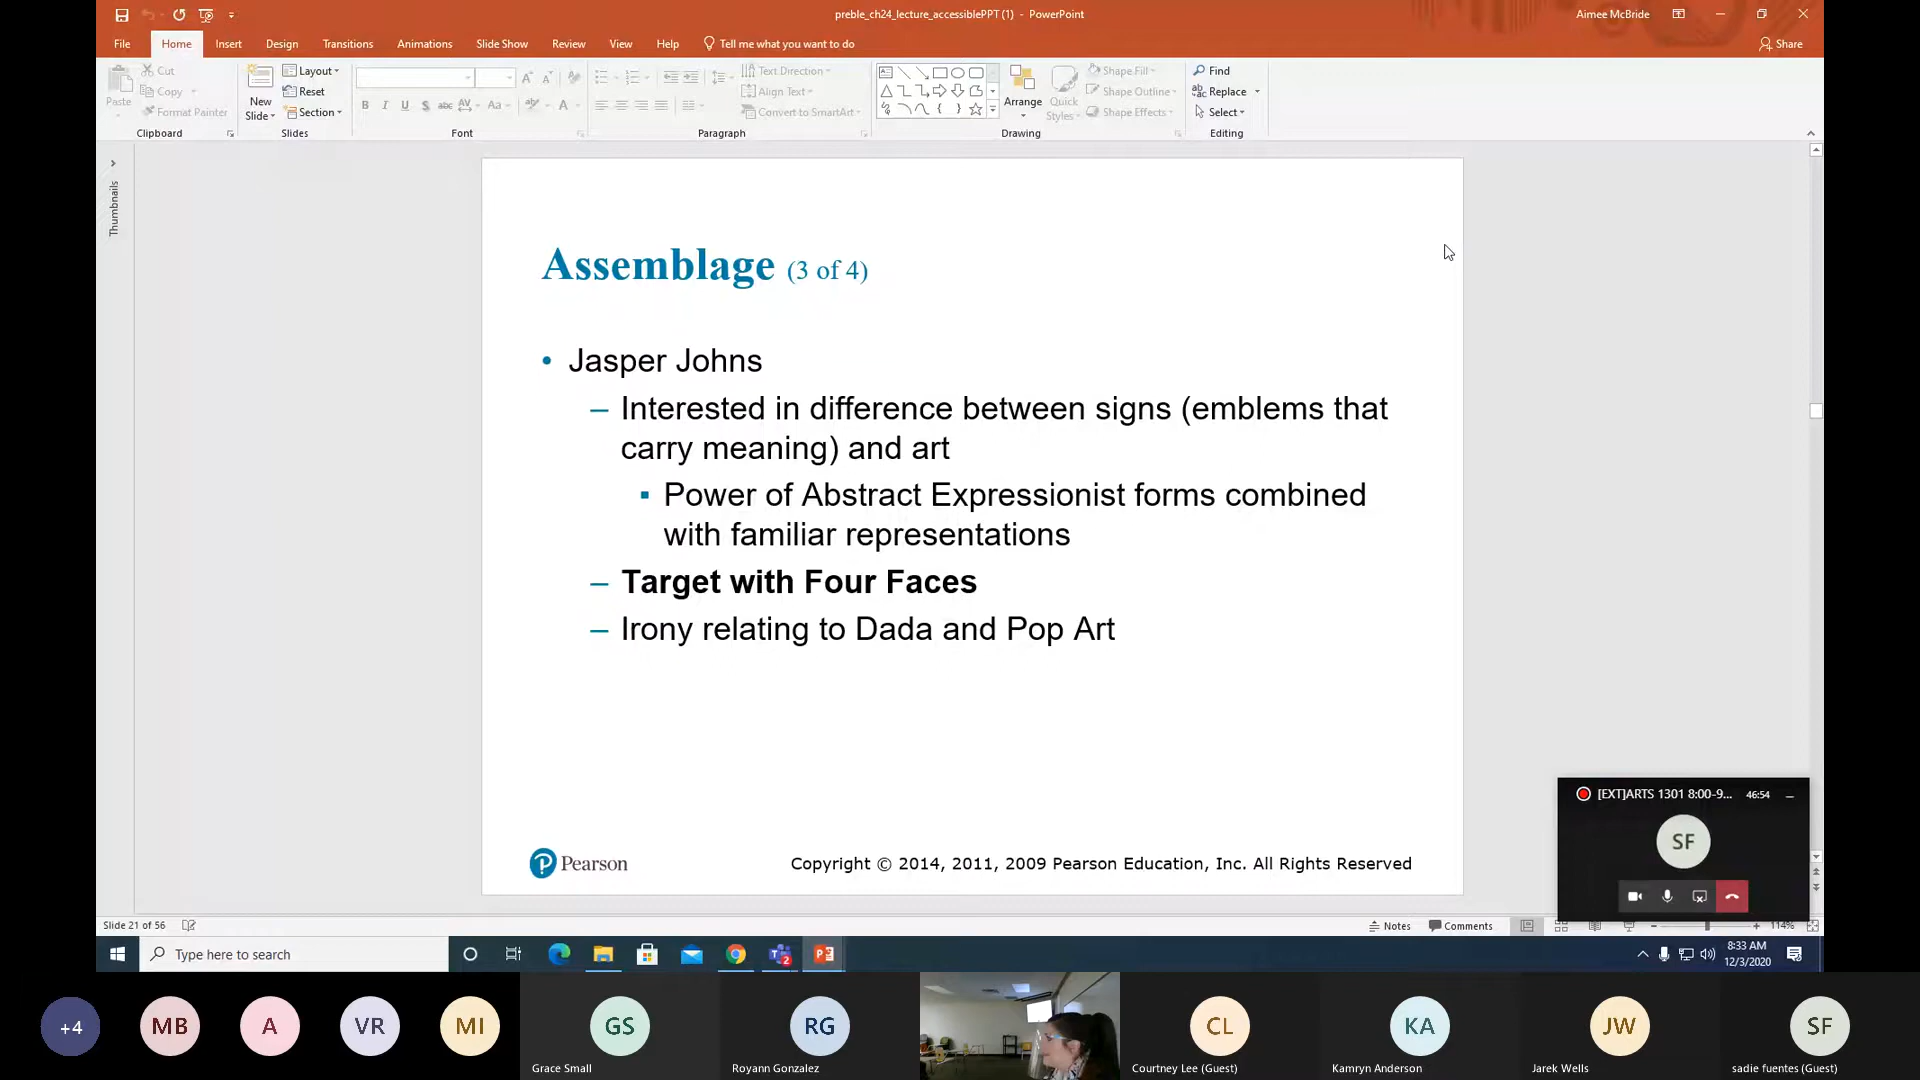 preble_ch24_lecture_accessiblePPT (1) - PowerPoint
Aimee McBride
File Home Insert Design Transitions Animations Slide Show Review View Help Tell me what you want to do
Share
Paste
Cut
Copy
Format Painter
Clipboard
New Slide
Layout
Reset
Section
Slides
Font
Text Direction
Align Text
Convert to SmartArt
Paragraph
Arrange
Quick Styles
Shape Fill
Shape Outline
Shape Effects
Drawing
Find
Replace
Select
Editing
Thumbnails
Assemblage (3 of 4)
• Jasper Johns
– Interested in difference between signs (emblems that
carry meaning) and art
▪ Power of Abstract Expressionist forms combined
with familiar representations
– Target with Four Faces
– Irony relating to Dada and Pop Art
P Pearson
Copyright © 2014, 2011, 2009 Pearson Education, Inc. All Rights Reserved
[EXT]ARTS 1301 8:00-9... 46:54
SF
Slide 21 of 56
Notes
Comments
114%
Type here to search
8:33 AM
12/3/2020
+4
MB
A
VR
MI
GS
Grace Small
RG
Royann Gonzalez
CL
Courtney Lee (Guest)
KA
Kamryn Anderson
JW
Jarek Wells
SF
sadie fuentes (Guest)